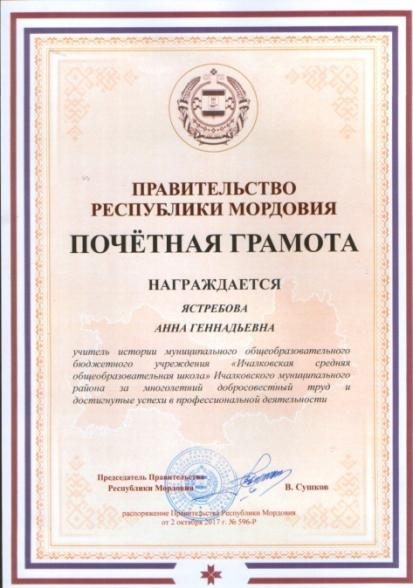 ПРАВИТЕЛЬСТВО
РЕСПУБЛИКИ МОРДОВИЯ
ПОЧЁТНАЯ ГРАМОТА
НАГРАЖДАЕТСЯ
ЯСТРЕБОВА
АННА ГЕННАДЬЕВНА
учитель истории муниципального общеобразовательного
бюджетного учреждения «Ичалковская средняя
общеобразовательная школа» Ичалковского муниципального
района за многолетний добросовестный труд и
достигнутые успехи в профессиональной деятельности
Председатель Правительства
Республики Мордовия
В. Сушков
распоряжение Правительства Республики Мордовия
от 2 октября 2017 г. № 596-Р